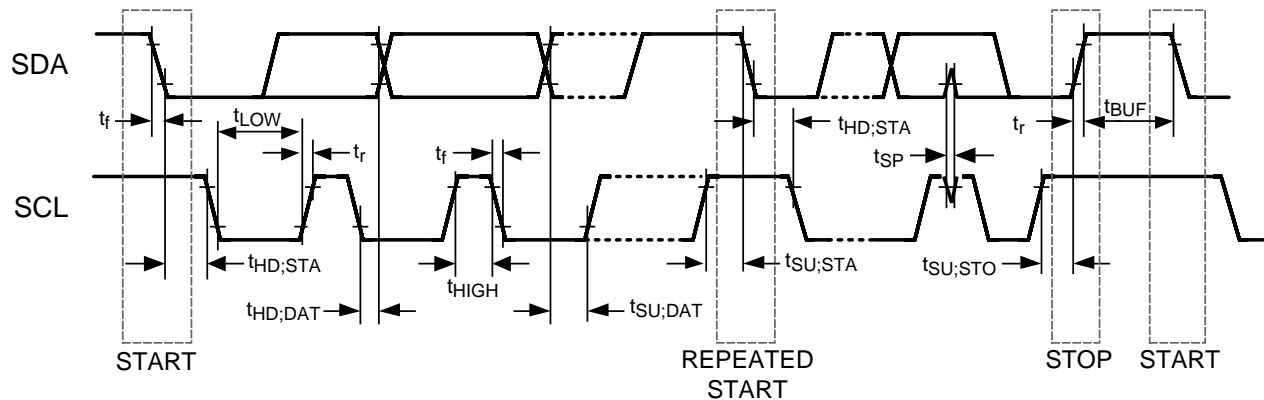 SDA
tf
tLOW
tr
tf
tHD;STA
tSP
tr
tBUF
SCL
tHD;STA
tHD;DAT
tHIGH
tSU;DAT
tSU;STA
tSU;STO
START
REPEATED
START
STOP
START